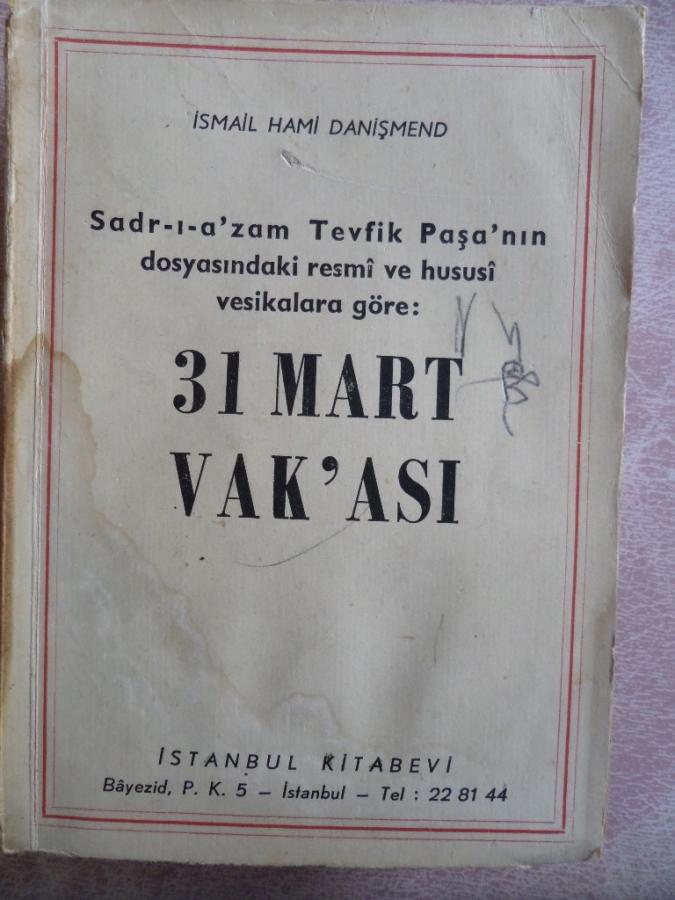 İSMAİL HAMİ DANİŞMEND
Sadr-ı-a'zam Tevfik Paşa'nın
dosyasındaki resmî ve hususî
vesikalara göre:
31 MART
VAK'ASI
İSTANBUL KİTABEVİ
Bâyezid, P. K. 5 — İstanbul — Tel : 22 81 44